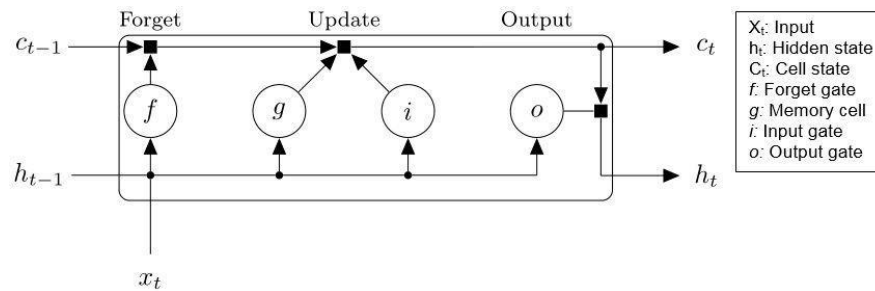 Forget Update Output
c_{t−1} c_t
f g i o
h_{t−1} h_t
x_t
X_t: Input
h_t: Hidden state
C_t: Cell state
f: Forget gate
g: Memory cell
i: Input gate
o: Output gate